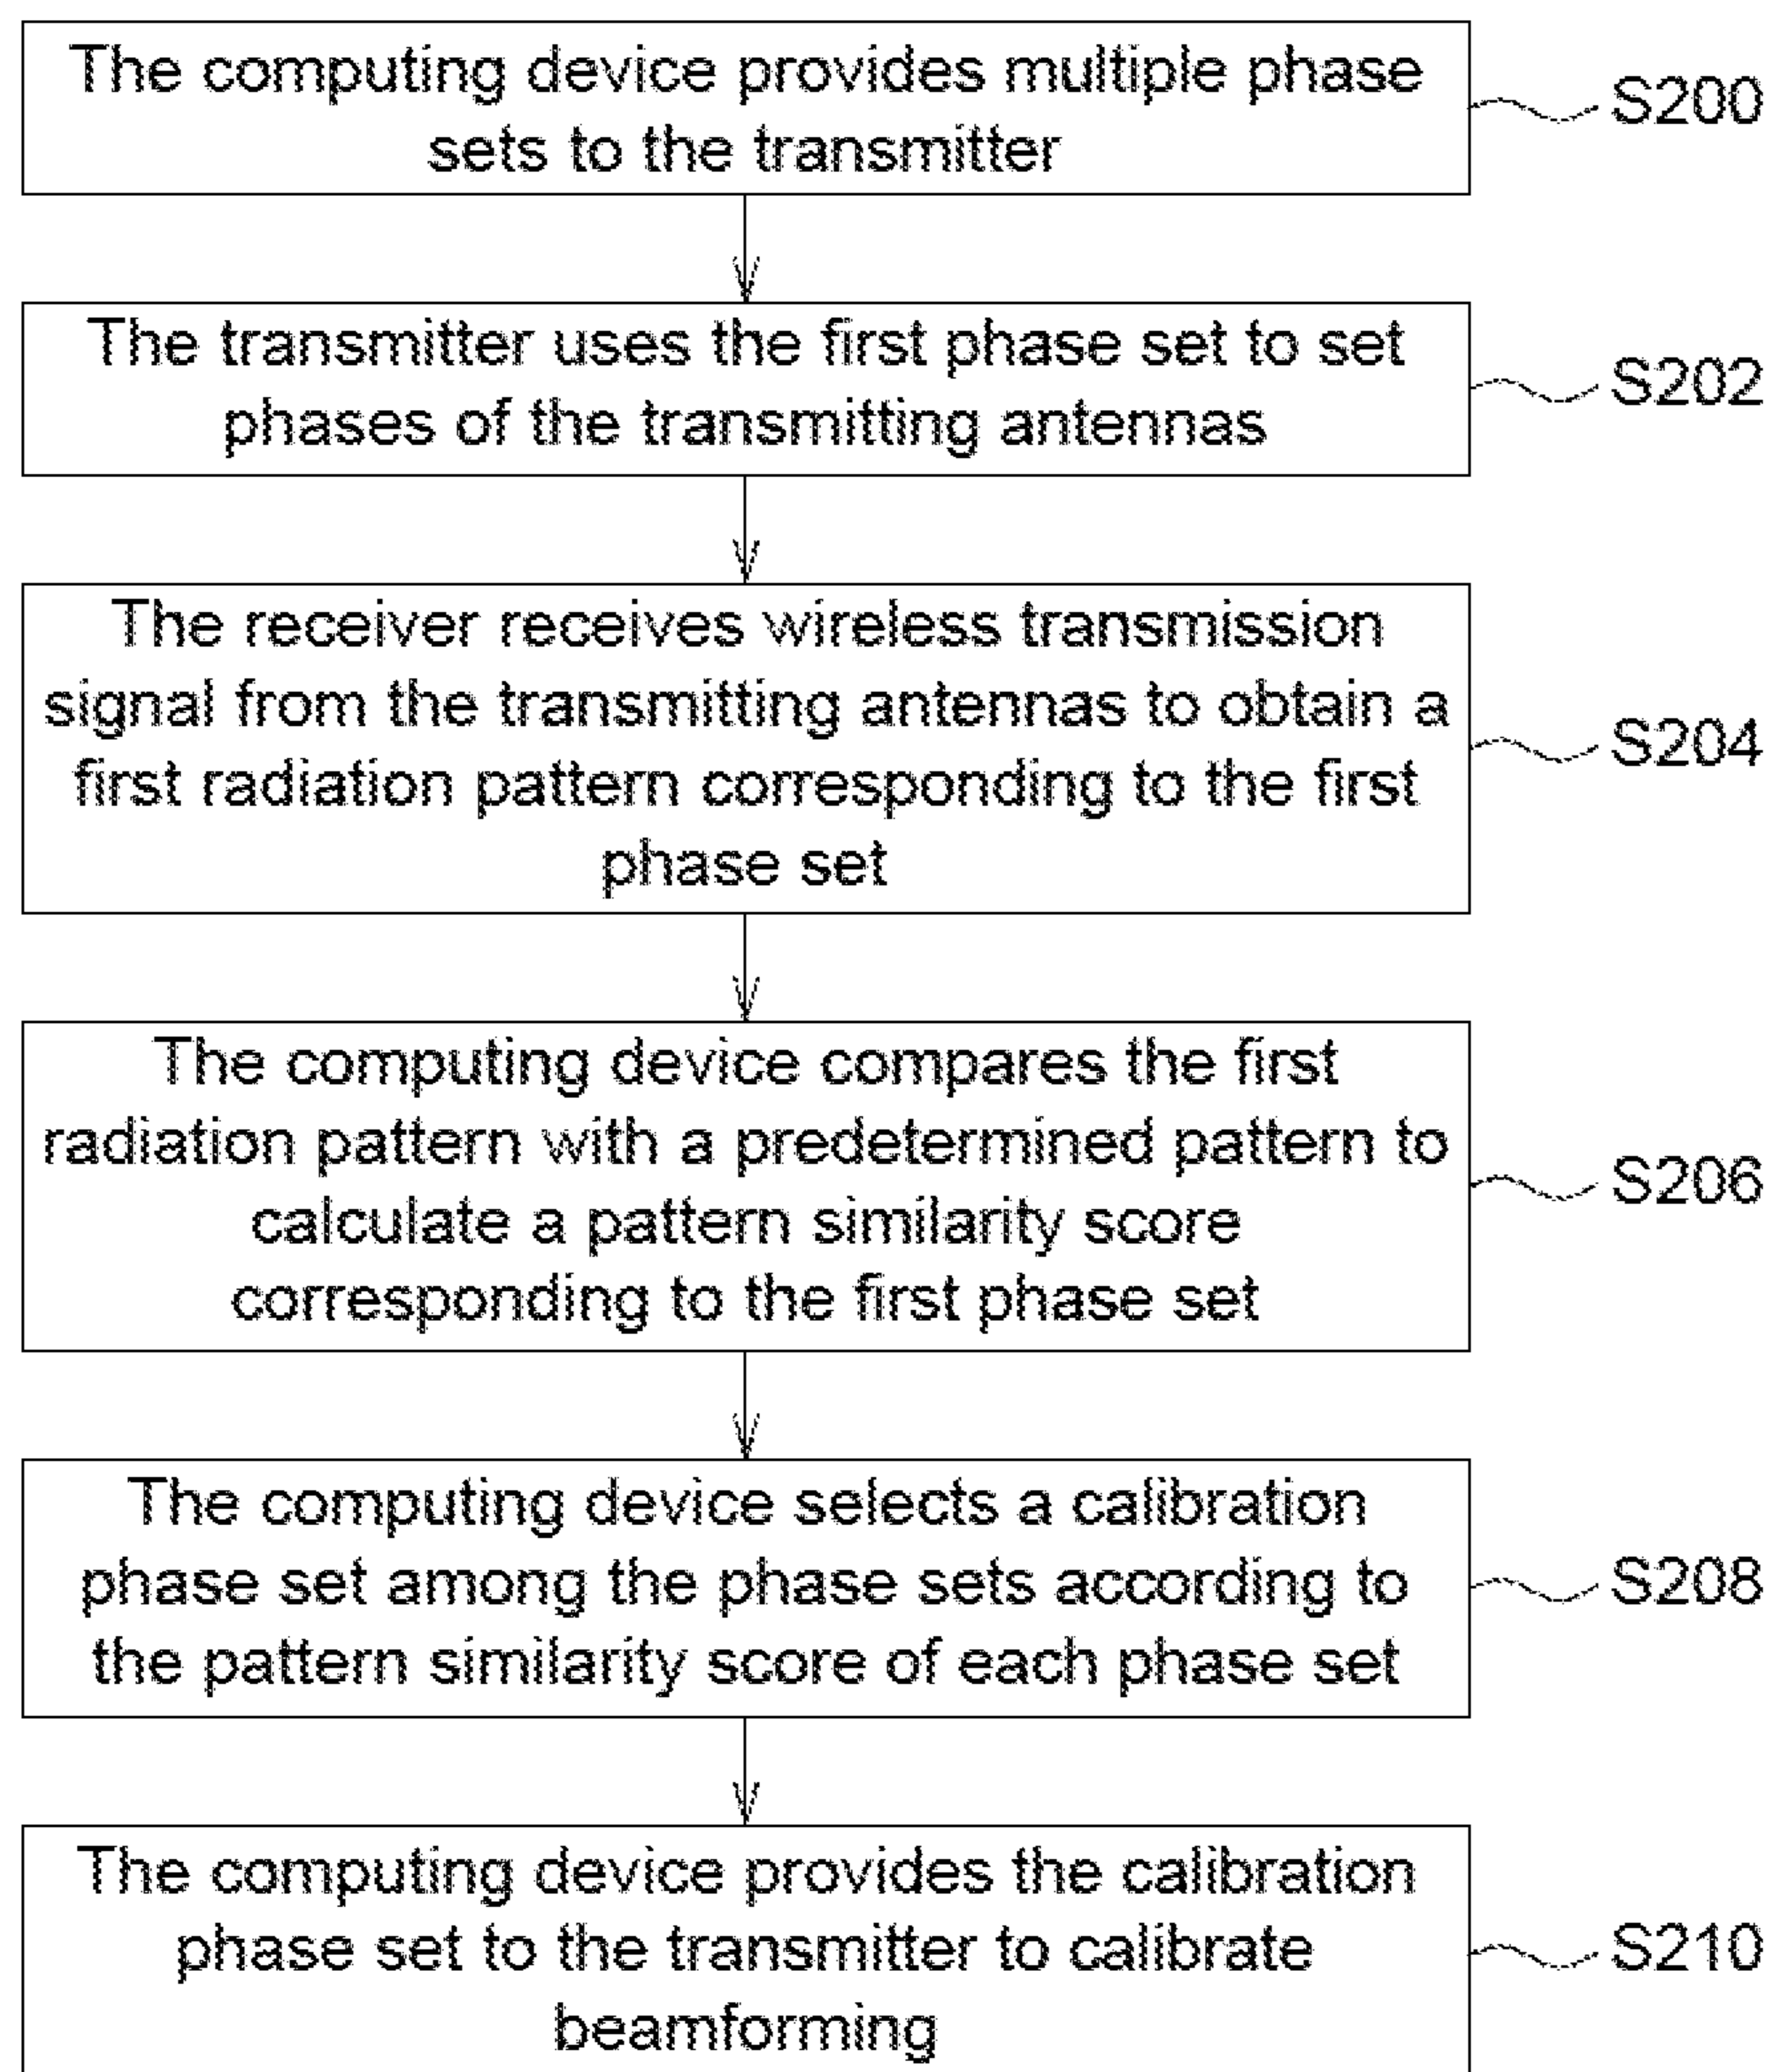 The computing device provides multiple phase
sets to the transmitter
S200
The transmitter uses the first phase set to set
phases of the transmitting antennas
S202
The receiver receives wireless transmission
signal from the transmitting antennas to obtain a
first radiation pattern corresponding to the first
phase set
S204
The computing device compares the first
radiation pattern with a predetermined pattern to
calculate a pattern similarity score
corresponding to the first phase set
S206
The computing device selects a calibration
phase set among the phase sets according to
the pattern similarity score of each phase set
S208
The computing device provides the calibration
phase set to the transmitter to calibrate
beamforming
S210